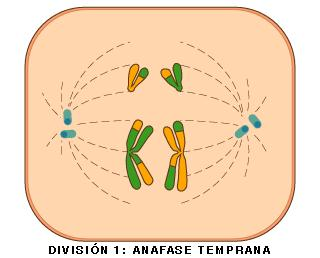 DIVISIÓN 1: ANAFASE TEMPRANA